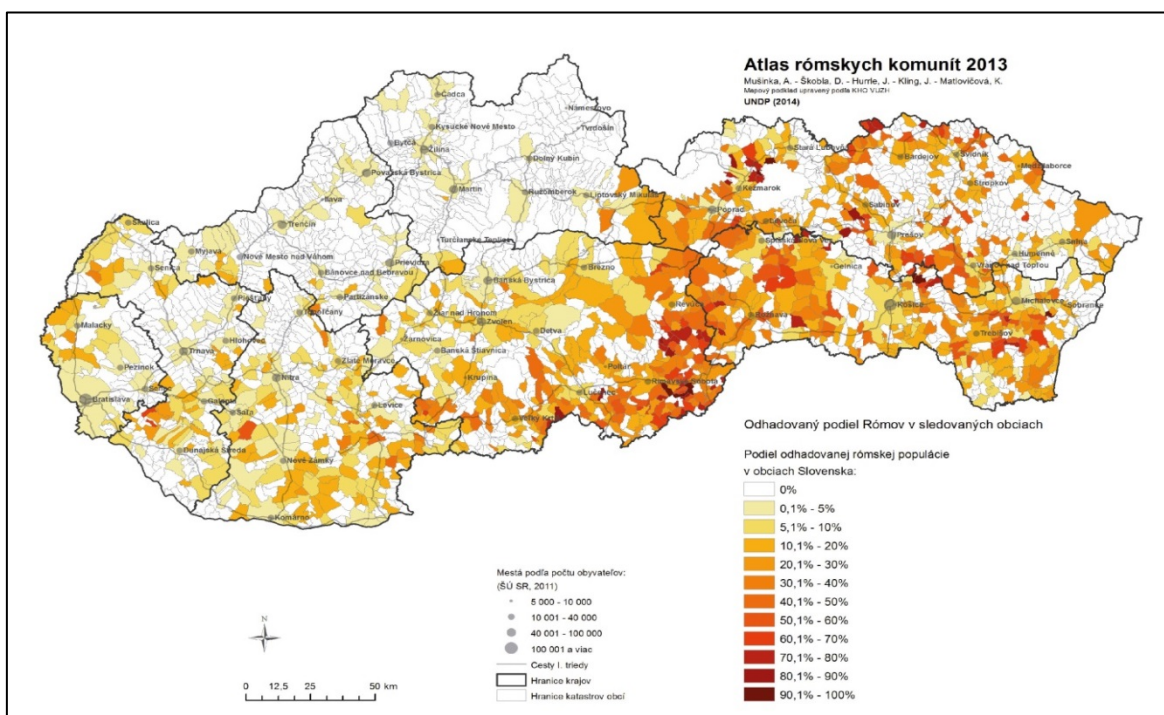 Atlas rómskych komunít 2013
Mušinka, A. - Škobla, D. - Hurrle, J. - Kling, J. - Matlovičová, K.
Mapový podklad upravený podľa KHO VÚZH
UNDP (2014)
Čadca
Námestovo
Kysucké Nové Mesto
Tvrdošín
Bytča
Žilina
Dolný Kubín
Stará Ľubovňa
Bardejov
Svidník
Medzilaborce
Považská Bystrica
Martin
Ružomberok
Liptovský Mikuláš
Kežmarok
Stropkov
Ilava
Poprad
Sabinov
Skalica
Trenčín
Levoča
Prešov
Turčianske Teplice
Snina
Myjava
Nové Mesto nad Váhom
Prievidza
Brezno
Humenné
Senica
Bánovce nad Bebravou
Banská Bystrica
Gelnica
Vranov nad Topľou
Piešťany
Partizánske
Topoľčany
Žiar nad Hronom
Revúca
Košice
Michalovce
Sobrance
Malacky
Zvolen
Detva
Rožňava
Hlohovec
Žarnovica
Trebišov
Trnava
Banská Štiavnica
Zlaté Moravce
Poltár
Pezinok
Nitra
Krupina
Rimavská Sobota
Senec
Lučenec
Bratislava
Galanta
Šaľa
Levice
Veľký Krtíš
Dunajská Streda
Nové Zámky
Komárno
Odhadovaný podiel Rómov v sledovaných obciach
Podiel odhadovanej rómskej populácie
v obciach Slovenska:
0%
0,1% - 5%
5,1% - 10%
10,1% - 20%
20,1% - 30%
30,1% - 40%
40,1% - 50%
50,1% - 60%
60,1% - 70%
70,1% - 80%
80,1% - 90%
90,1% - 100%
Mestá podľa počtu obyvateľov:
(ŠÚ SR, 2011)
5 000 - 10 000
10 001 - 40 000
40 001 - 100 000
100 001 a viac
Cesty I. triedy
Hranice krajov
Hranice katastrov obcí
N
0 12,5 25 50 km